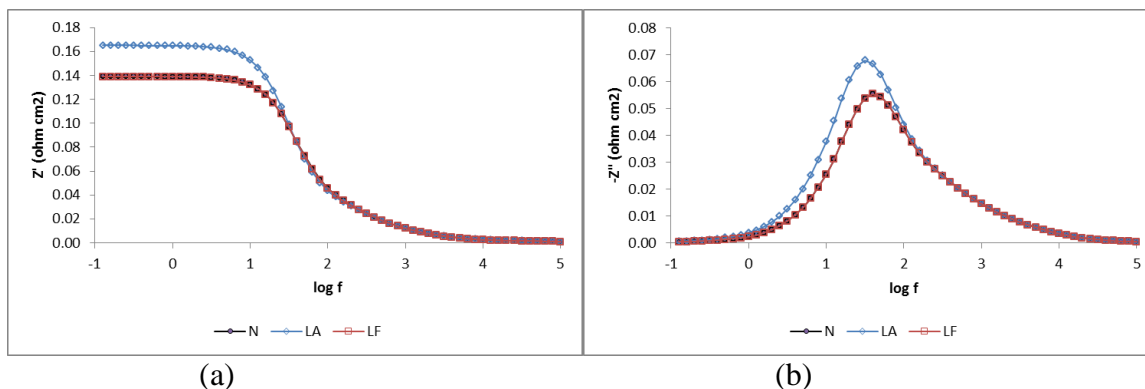 0.18
0.16
0.14
0.12
0.10
0.08
0.06
0.04
0.02
0.00
Z' (ohm cm2)
-1 0 1 2 3 4 5
log f
N LA LF
(a)
0.08
0.07
0.06
0.05
0.04
0.03
0.02
0.01
0.00
-Z" (ohm cm2)
-1 0 1 2 3 4 5
log f
N LA LF
(b)